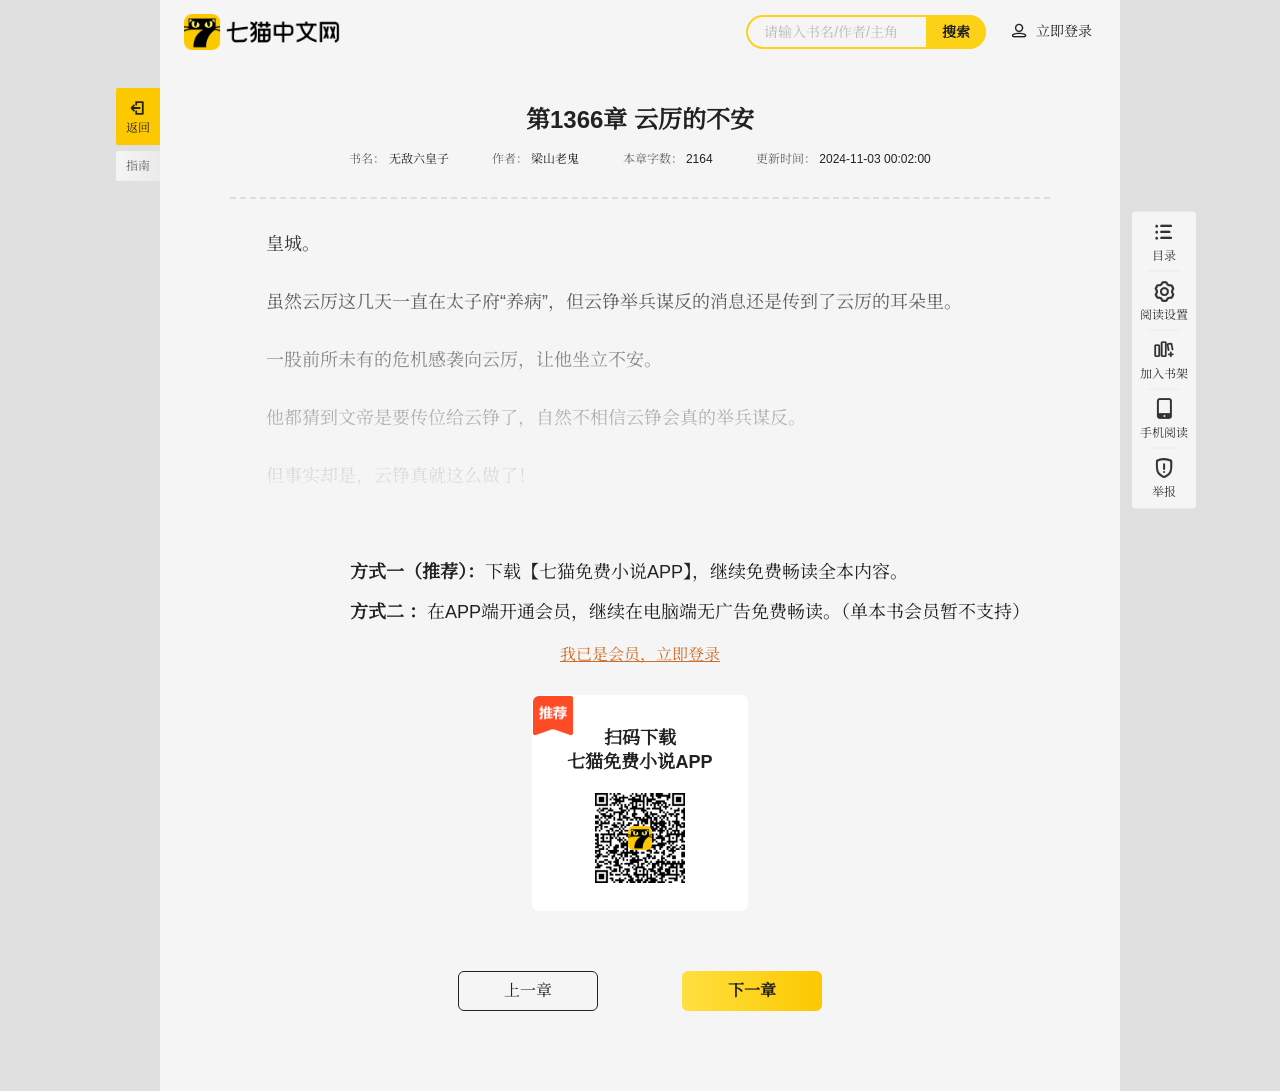 七猫中文网
请输入书名/作者/主角
搜索
立即登录
返回
指南
第1366章 云厉的不安
书名： 无敌六皇子 作者： 梁山老鬼 本章字数： 2164 更新时间： 2024-11-03 00:02:00
皇城。
虽然云厉这几天一直在太子府“养病”，但云铮举兵谋反的消息还是传到了云厉的耳朵里。
一股前所未有的危机感袭向云厉，让他坐立不安。
他都猜到文帝是要传位给云铮了，自然不相信云铮会真的举兵谋反。
但事实却是，云铮真就这么做了！
目录
阅读设置
加入书架
手机阅读
举报
方式一（推荐）：下载【七猫免费小说APP】，继续免费畅读全本内容。
方式二 ：在APP端开通会员，继续在电脑端无广告免费畅读。（单本书会员暂不支持）
我已是会员，立即登录
推荐
扫码下载
七猫免费小说APP
上一章
下一章